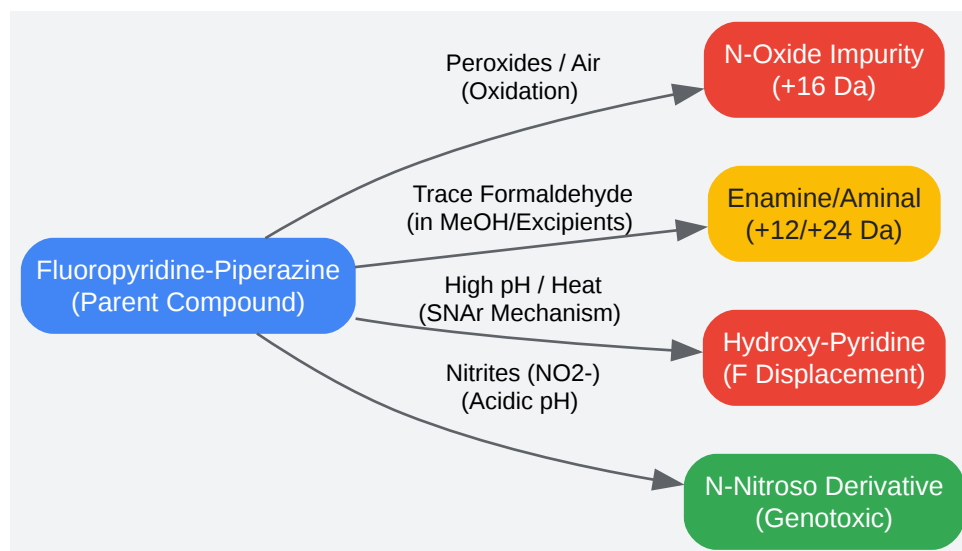 Peroxides / Air
(Oxidation)
N-Oxide Impurity
(+16 Da)
Trace Formaldehyde
(in MeOH/Excipients)
Enamine/Aminal
(+12/+24 Da)
Fluoropyridine-Piperazine
(Parent Compound)
High pH / Heat
(SNAr Mechanism)
Hydroxy-Pyridine
(F Displacement)
Nitrites (NO2-)
(Acidic pH)
N-Nitroso Derivative
(Genotoxic)